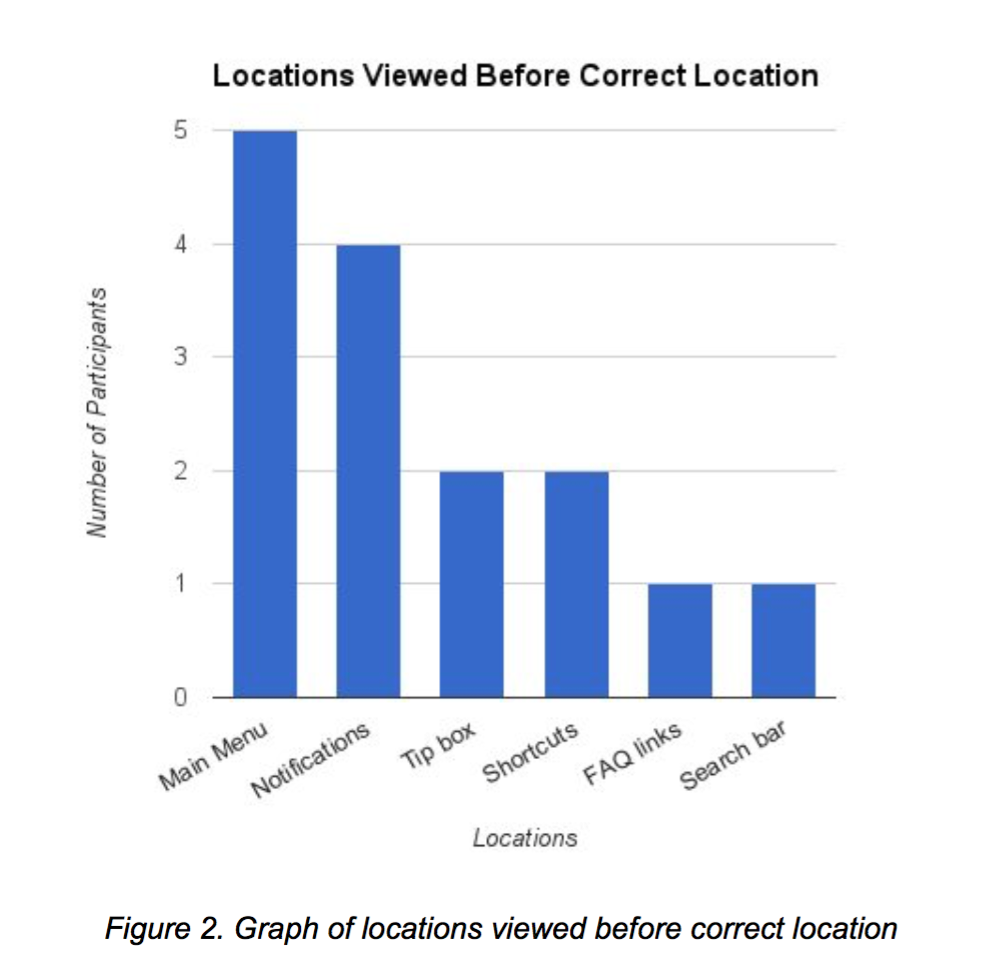 Locations Viewed Before Correct Location
5
4
3
2
1
0
Number of Participants
Main Menu
Notifications
Tip box
Shortcuts
FAQ links
Search bar
Locations
Figure 2. Graph of locations viewed before correct location